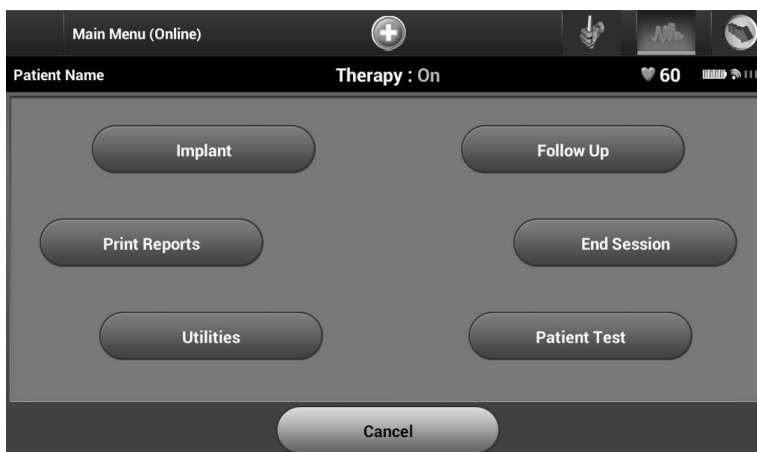 Main Menu (Online)
Patient Name Therapy : On 60
Implant Follow Up
Print Reports End Session
Utilities Patient Test
Cancel